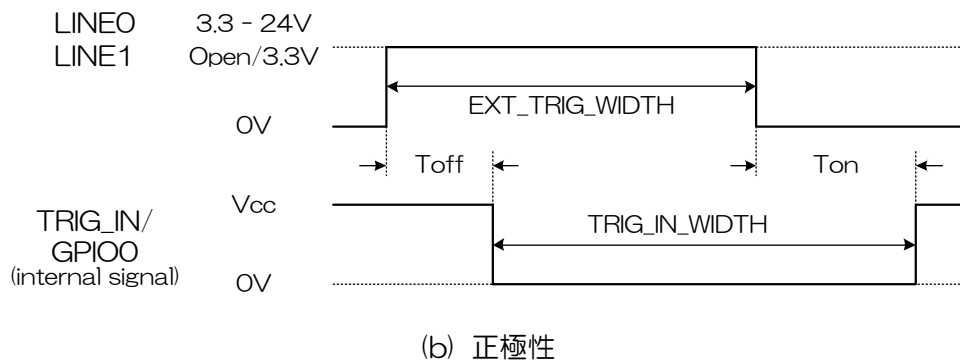 LINE0 3.3 - 24V
LINE1 Open/3.3V
EXT_TRIG_WIDTH
0V
Toff Ton
Vcc
TRIG_IN/
GPIO0
(internal signal)
TRIG_IN_WIDTH
0V
(b) 正極性